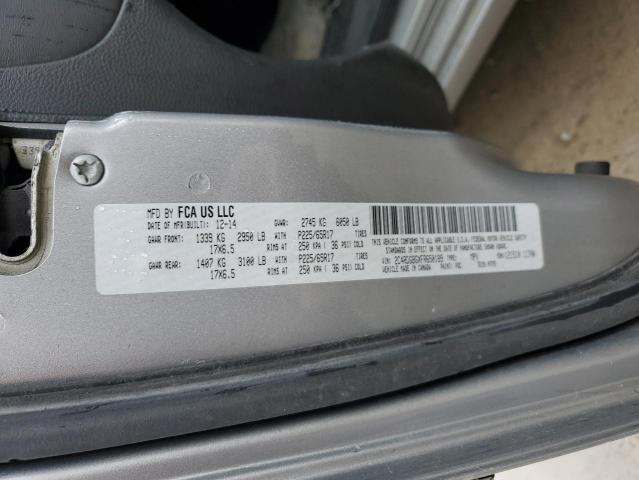 MFD BY FCA US LLC
DATE OF MFR(BUILT): 12-14 GVWR: 2745 KG 6050 LB
GAWR FRONT: 1339 KG 2950 LB WITH P225/65R17 TIRES
17X6.5 RIMS AT 250 KPA( 36 PSI) COLD
GAWR REAR: 1407 KG 3100 LB WITH P225/65R17 TIRES
17X6.5 RIMS AT 250 KPA( 36 PSI) COLD
THIS VEHICLE CONFORMS TO ALL APPLICABLE U.S.A. FEDERAL MOTOR VEHICLE SAFETY
STANDARDS IN EFFECT ON THE DATE OF MANUFACTURE SHOWN ABOVE.
VIN: TYPE: MPV
VEHICLE MADE IN CANADA PAINT: